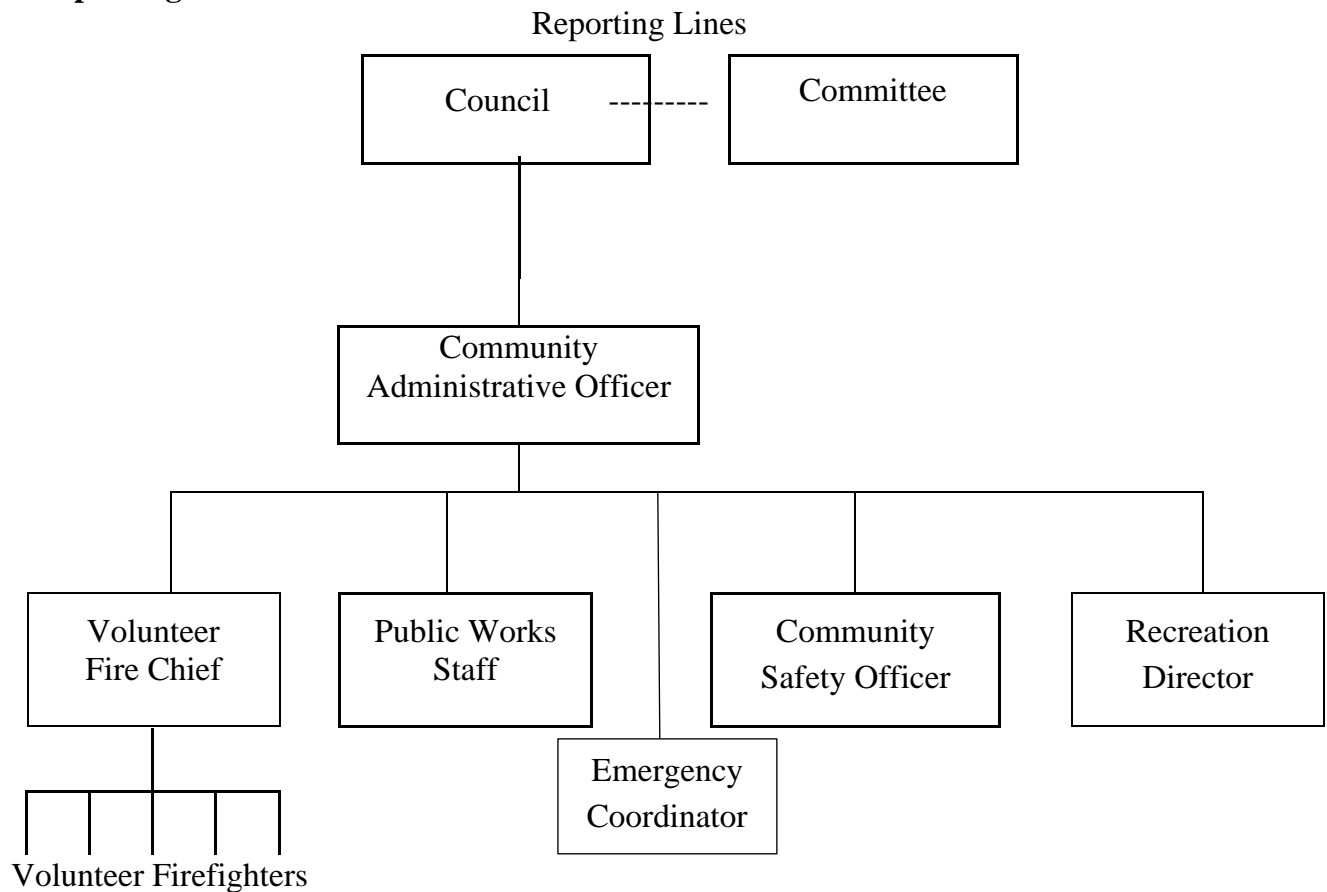 Reporting Lines
Council
Committee
Community
Administrative Officer
Volunteer
Fire Chief
Public Works
Staff
Community
Safety Officer
Recreation
Director
Emergency
Coordinator
Volunteer Firefighters